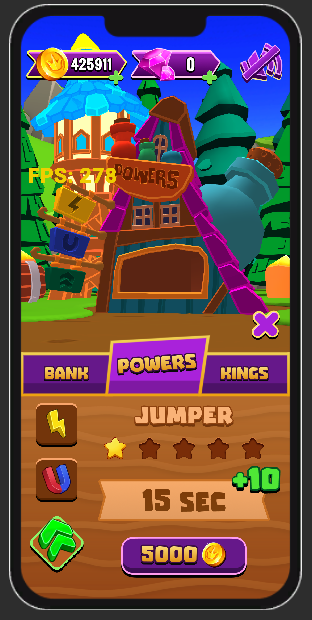 425911
0
POWERS
FPS: 278
BANK
POWERS
KINGS
JUMPER
+10
15 SEC
5000